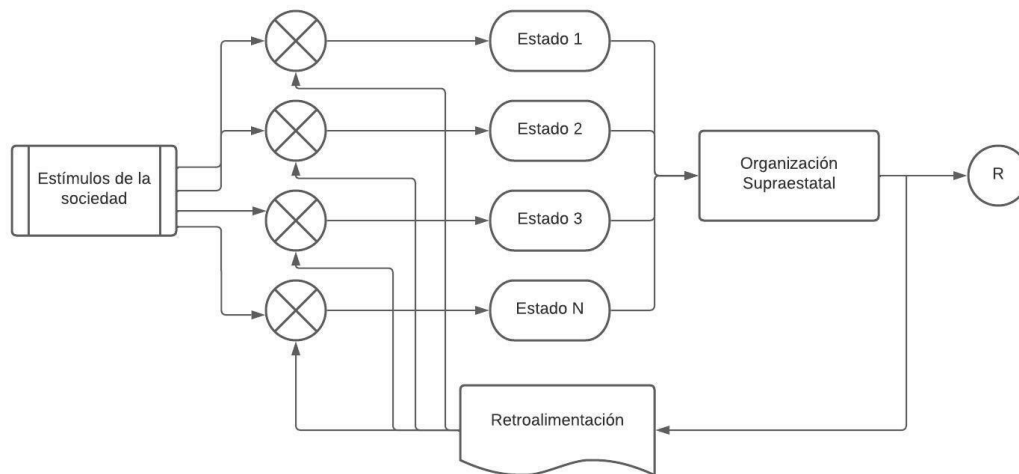 Estado 1
Estado 2
Estímulos de la
sociedad
Organización
Supraestatal
R
Estado 3
Estado N
Retroalimentación